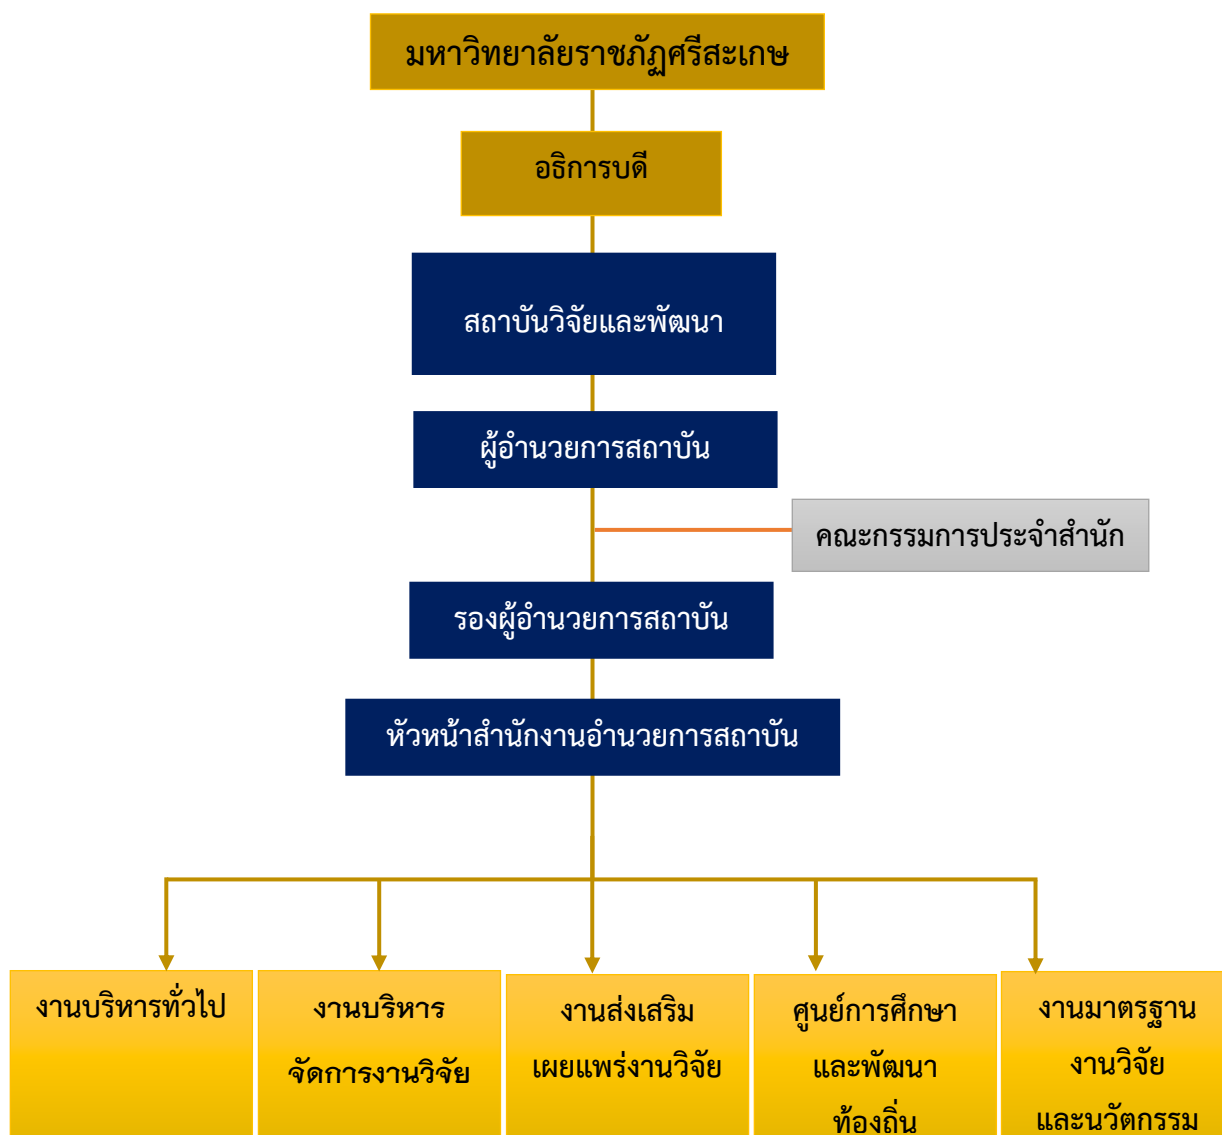 มหาวิทยาลัยราชภัฏศรีสะเกษ
อธิการบดี
สถาบันวิจัยและพัฒนา
ผู้อำนวยการสถาบัน
คณะกรรมการประจำสำนัก
รองผู้อำนวยการสถาบัน
หัวหน้าสำนักงานอำนวยการสถาบัน
งานบริหารทั่วไป
งานบริหาร
จัดการงานวิจัย
งานส่งเสริม
เผยแพร่งานวิจัย
ศูนย์การศึกษา
และพัฒนา
ท้องถิ่น
งานมาตรฐาน
งานวิจัย
และนวัตกรรม